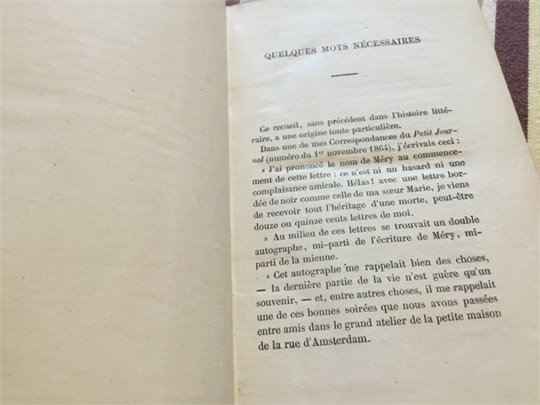 QUELQUES MOTS NÉCESSAIRES
Ce recueil, sans précédent dans l'histoire litté-
raire, a une origine toute particulière.
Dans une de mes Correspondances du Petit Jour-
nal (numéro du 1er novembre 1864), j'écrivais ceci :
« J'ai prononcé le nom de Méry au commence-
ment de cette lettre : ce n'est ni un hasard ni une
complaisance amicale. Hélas! avec une lettre bor-
dée de noir comme celle de ma sœur Marie, je viens
de recevoir tout l'héritage d'une morte, peut-être
douze ou quinze cents lettres de moi.
» Au milieu de ces lettres se trouvait un double
autographe, mi-parti de l'écriture de Méry, mi-
parti de la mienne.
» Cet autographe me rappelait bien des choses,
— la dernière partie de la vie n'est guère qu'un
souvenir, — et, entre autres choses, il me rappelait
une de ces bonnes soirées que nous avons passées
entre amis dans le grand atelier de la petite maison
de la rue d'Amsterdam.